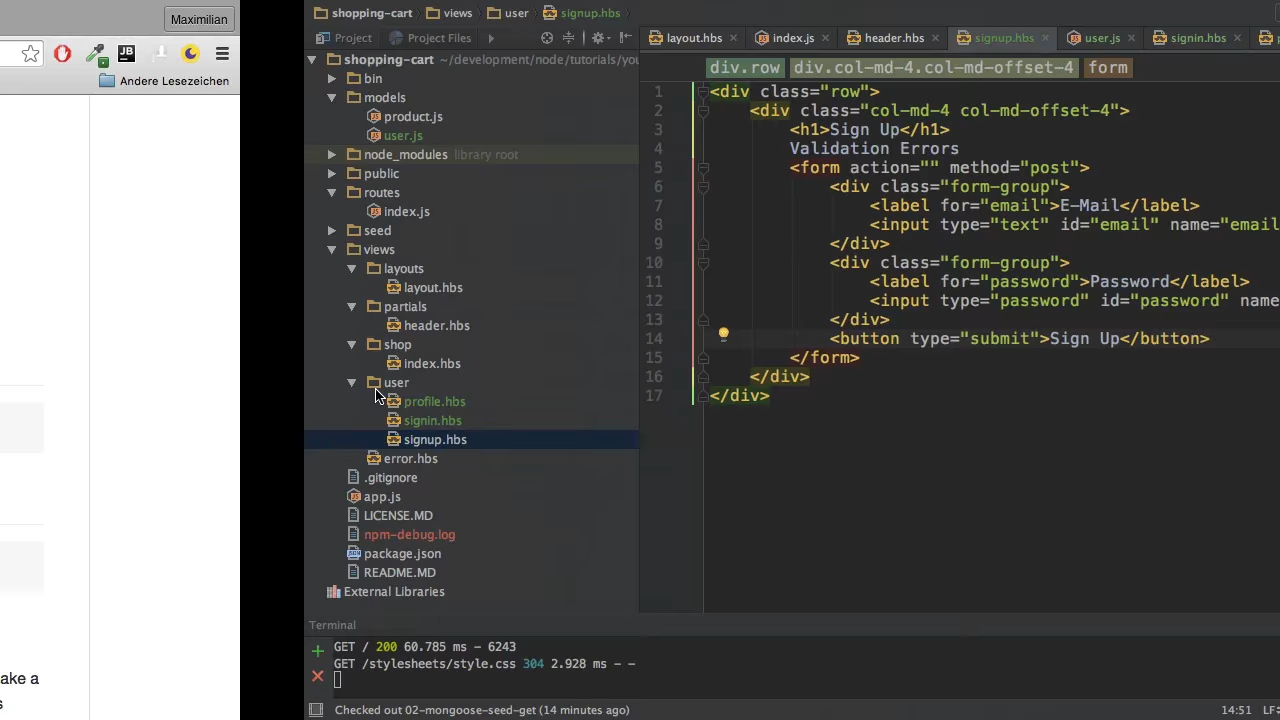 Maximilian
JB
Andere Lesezeichen
ake a
s
shopping-cart views user signup.hbs
Project Project Files
layout.hbs index.js header.hbs signup.hbs user.js signin.hbs
shopping-cart ~/development/node/tutorials/you
bin
models
product.js
user.js
node_modules library root
public
routes
index.js
seed
views
layouts
layout.hbs
partials
header.hbs
shop
index.hbs
user
profile.hbs
signin.hbs
signup.hbs
error.hbs
.gitignore
app.js
LICENSE.MD
npm-debug.log
package.json
README.MD
External Libraries
div.row div.col-md-4.col-md-offset-4 form
1 <div class="row">
2 <div class="col-md-4 col-md-offset-4">
3 <h1>Sign Up</h1>
4 Validation Errors
5 <form action="" method="post">
6 <div class="form-group">
7 <label for="email">E-Mail</label>
8 <input type="text" id="email" name="email
9 </div>
10 <div class="form-group">
11 <label for="password">Password</label>
12 <input type="password" id="password" name
13 </div>
14 <button type="submit">Sign Up</button>
15 </form>
16 </div>
17 </div>
Terminal
GET / 200 60.785 ms - 6243
GET /stylesheets/style.css 304 2.928 ms - -
Checked out 02-mongoose-seed-get (14 minutes ago)
14:51 LF: